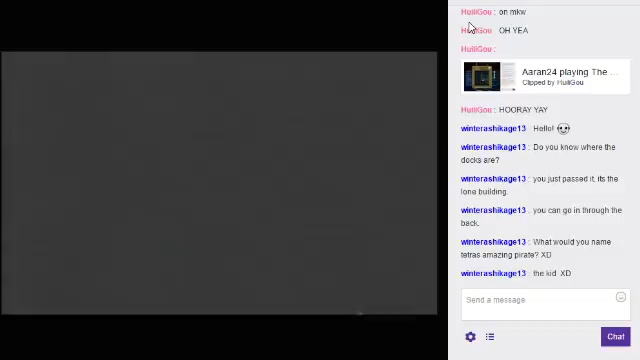 HuiliGou : on mkw
HuiliGou OH YEA
HuiliGou :
Aaran24 playing The ...
Clipped by HuiliGou
HuiliGou : HOORAY YAY
winterashikage13 : Hello!
winterashikage13 : Do you know where the
docks are?
winterashikage13 : you just passed it, its the
lone building.
winterashikage13 : you can go in through the
back.
winterashikage13 : What would you name
tetras amazing pirate? XD
winterashikage13 : the kid XD
Send a message
Chat